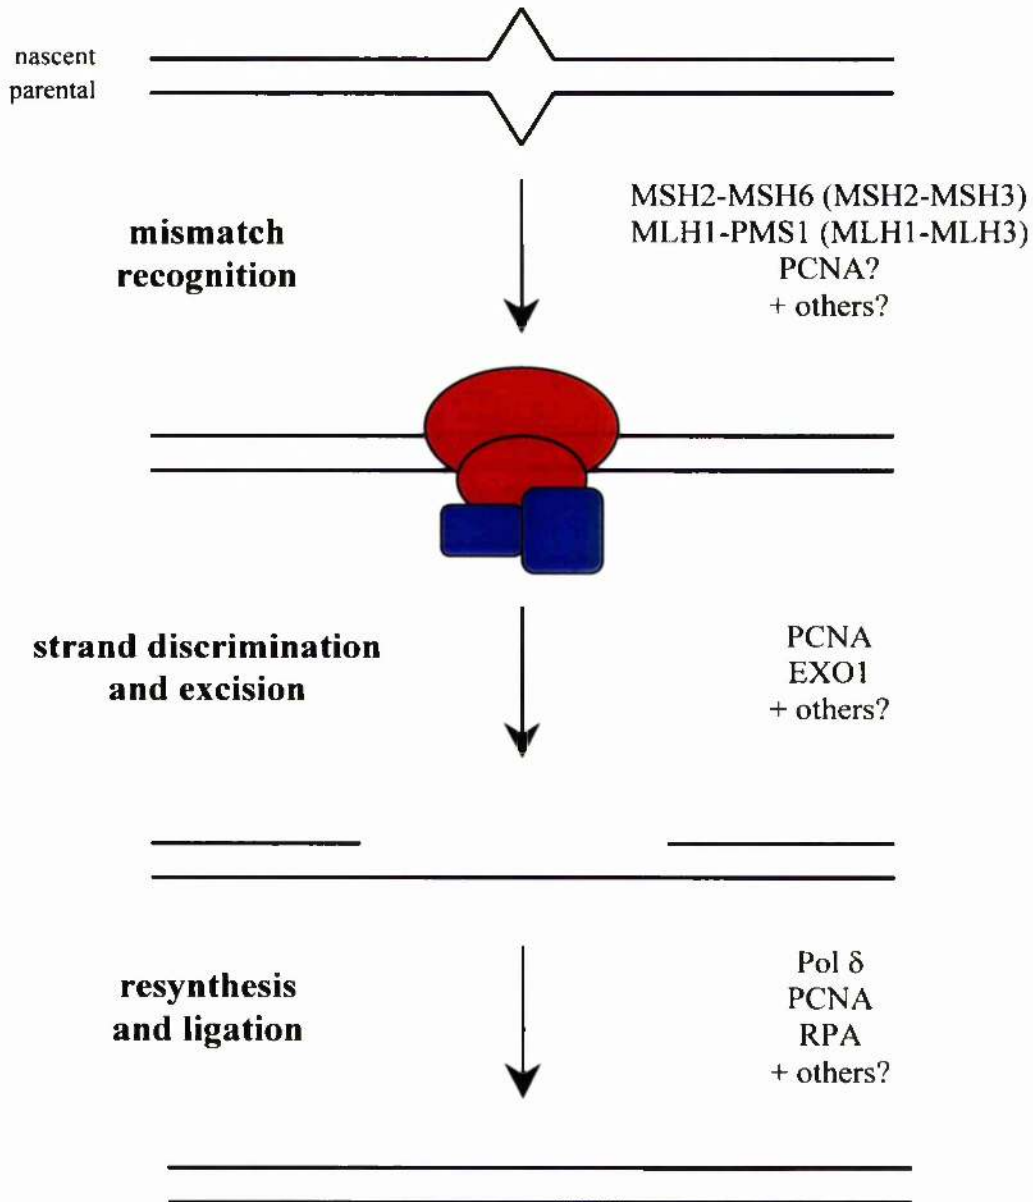 nascent
parental
mismatch
recognition
MSH2-MSH6 (MSH2-MSH3)
MLH1-PMS1 (MLH1-MLH3)
PCNA?
+ others?
strand discrimination
and excision
PCNA
EXO1
+ others?
resynthesis
and ligation
Pol δ
PCNA
RPA
+ others?